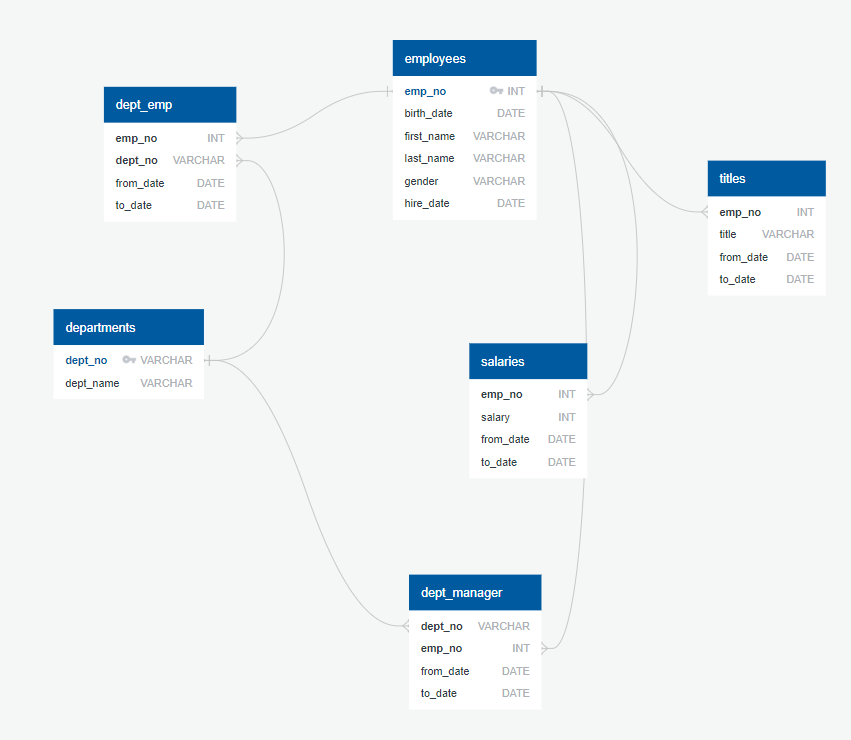 employees
emp_no INT
birth_date DATE
first_name VARCHAR
last_name VARCHAR
gender VARCHAR
hire_date DATE
dept_emp
emp_no INT
dept_no VARCHAR
from_date DATE
to_date DATE
titles
emp_no INT
title VARCHAR
from_date DATE
to_date DATE
departments
dept_no VARCHAR
dept_name VARCHAR
salaries
emp_no INT
salary INT
from_date DATE
to_date DATE
dept_manager
dept_no VARCHAR
emp_no INT
from_date DATE
to_date DATE